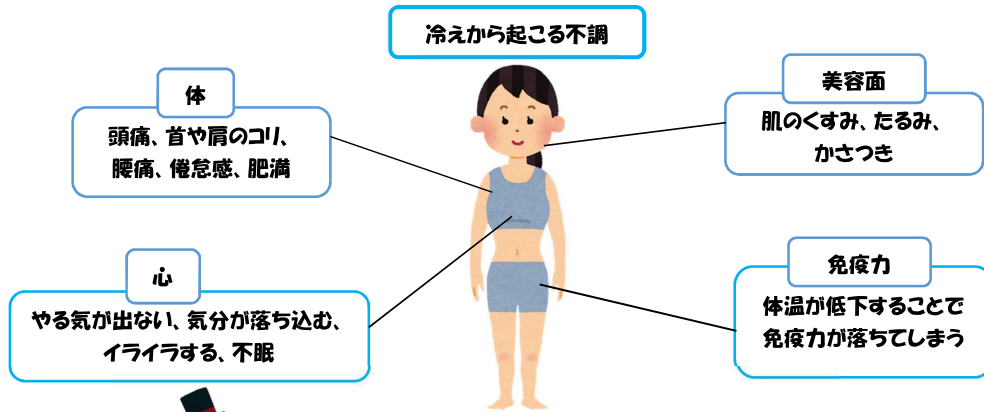 冷えから起こる不調
体
頭痛、首や肩のコリ、
腰痛、倦怠感、肥満
美容面
肌のくすみ、たるみ、
かさつき
心
やる気が出ない、気分が落ち込む、
イライラする、不眠
免疫力
体温が低下することで
免疫力が落ちてしまう